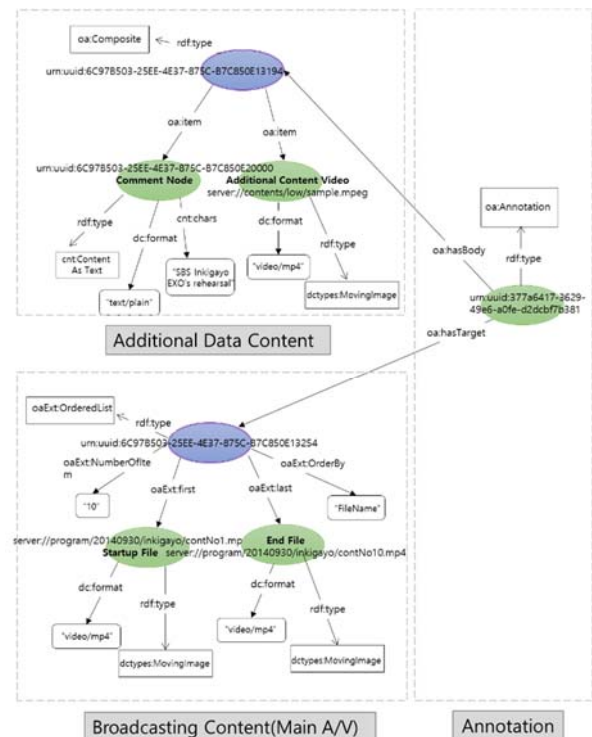 oa:Composite
rdf:type
urn:uuid:6C97B503-25EE-4E37-875C-B7C850E13194
oa:item
oa:item
urn:uuid:6C97B503-25EE-4E37-875C-B7C850E20000
Comment Node
Additional Content Video
server://contents/low/sample.mpeg
rdf:type
dc:format
cnt:chars
dc:format
rdf:type
cnt:Content
As Text
"text/plain"
"SBS Inkigayo
EXO's rehearsal"
"video/mp4"
dctypes:MovingImage
Additional Data Content
oa:Annotation
rdf:type
oa:hasBody
urn:uuid:377a6417-3629-
49e6-a0fe-d2dcbf7b381
oa:hasTarget
oaExt:OrderedList
rdf:type
urn:uuid:6C97B503-25EE-4E37-875C-B7C850E13254
oaExt:NumberOfIte
m
oaExt:first
oaExt:last
oaExt:OrderBy
"10"
"FileName"
server://program/20140930/inkigayo/contNo1.mp
Startup File
End File
server://program/20140930/inkigayo/contNo10.mp4
dc:format
rdf:type
dc:format
rdf:type
"video/mp4"
dctypes:MovingImage
"video/mp4"
dctypes:MovingImage
Broadcasting Content(Main A/V)
Annotation